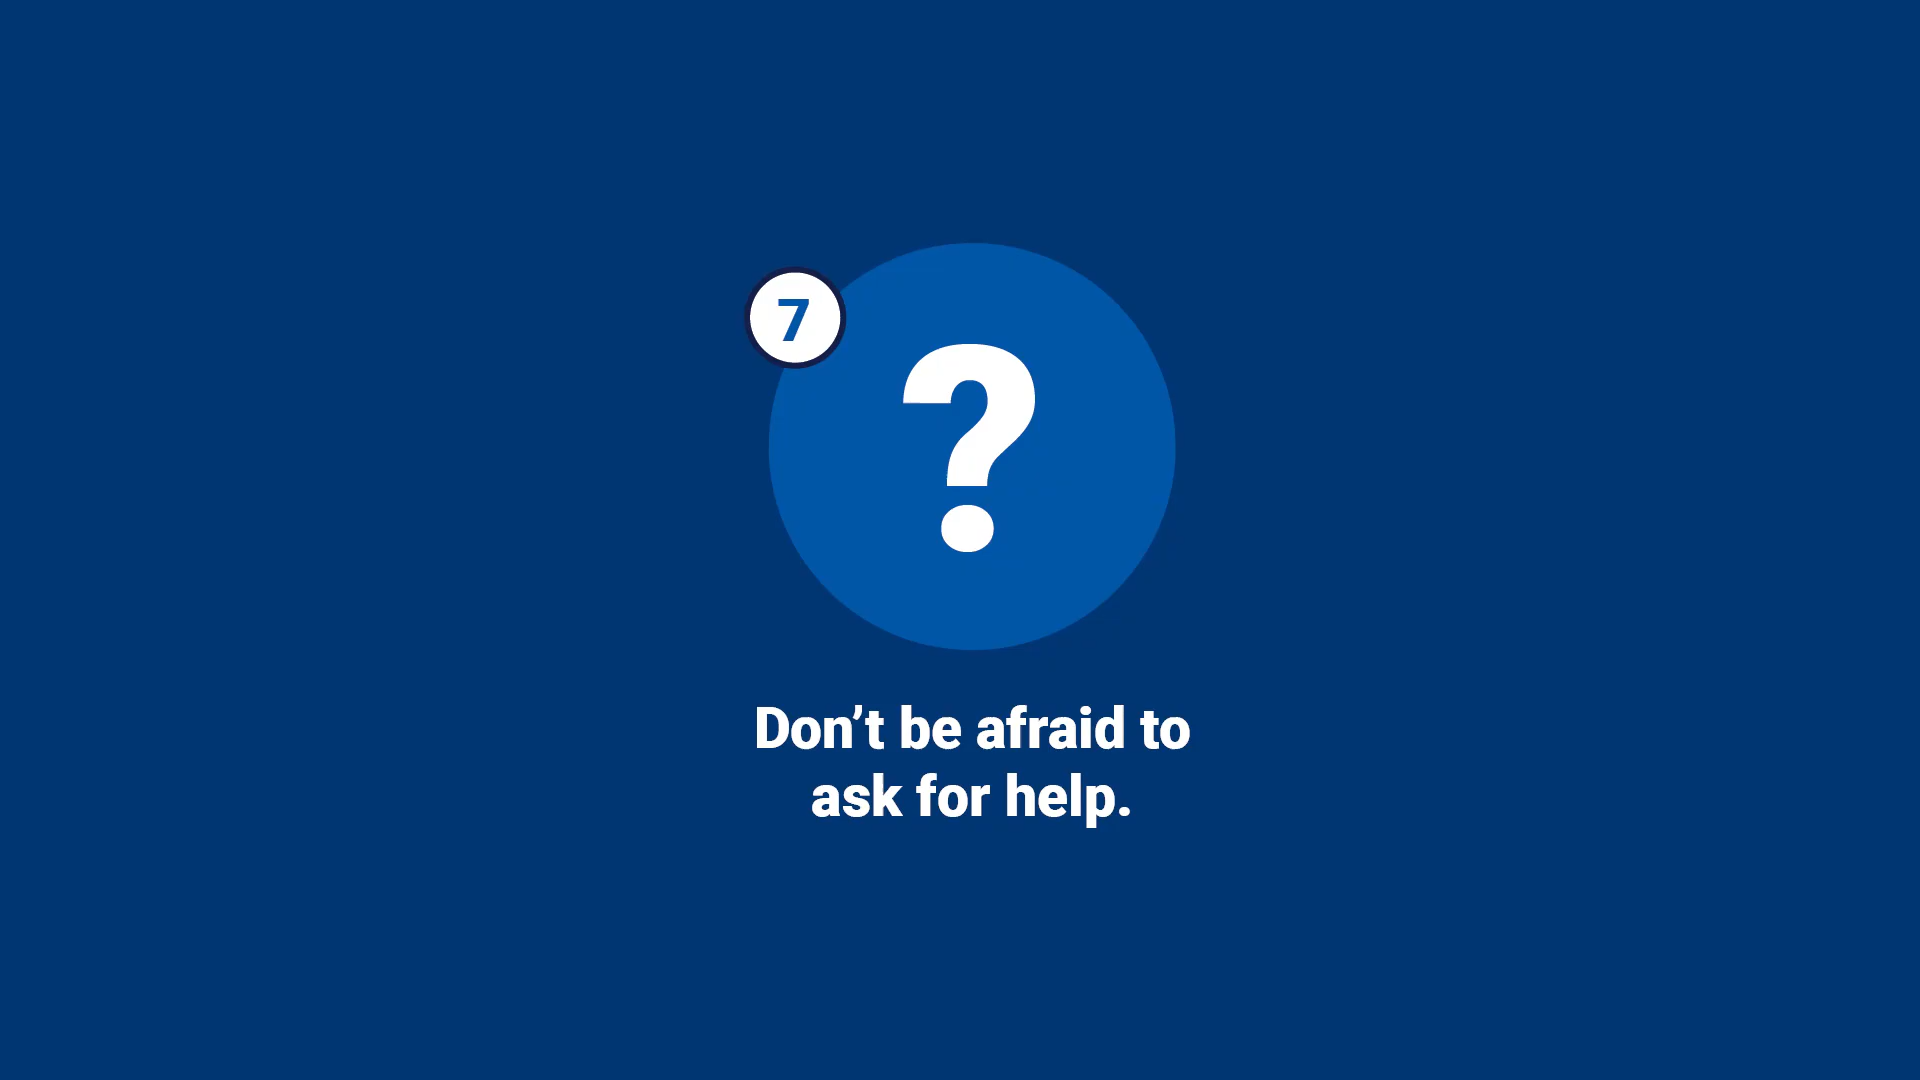 7
?
Don’t be afraid to
ask for help.